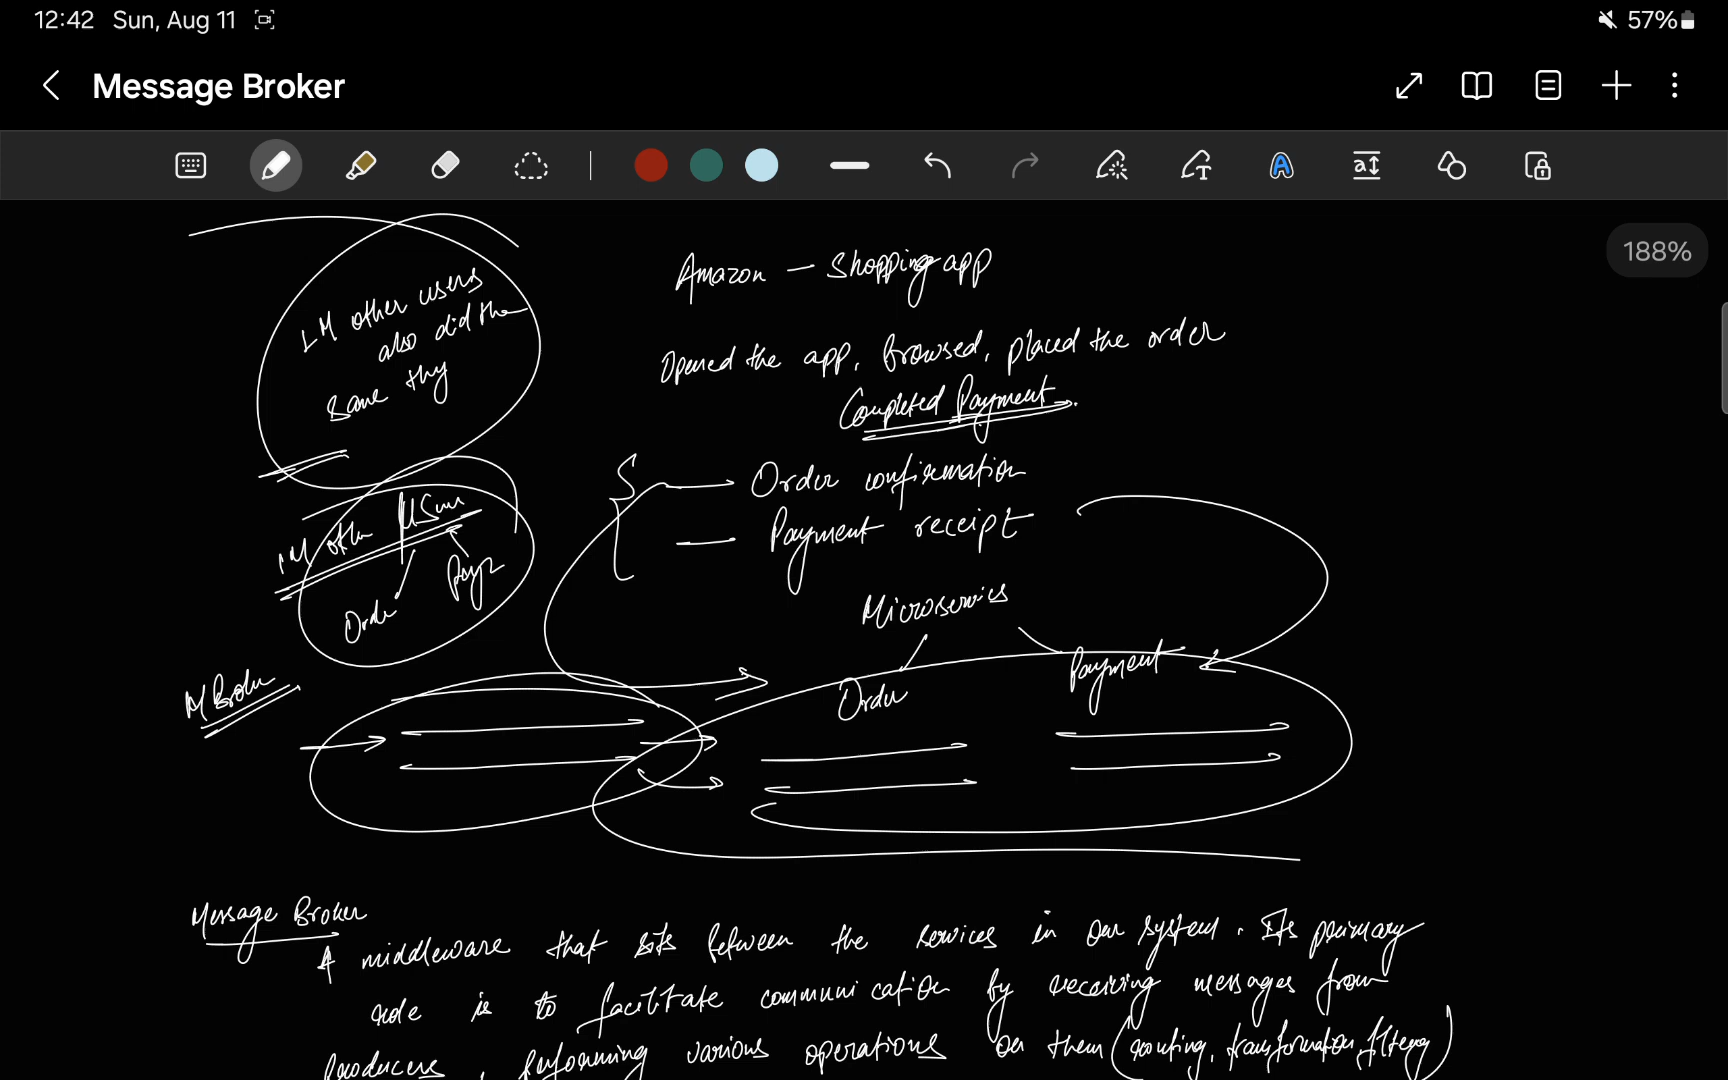 12:42 Sun, Aug 11
57%
Message Broker
188%
Amazon - Shopping app
Opened the app, browsed, placed the order
Completed Payment.
1M other users
also did the
same
Order confirmation
Payment receipt
1M other
Order
Microservices
Order
Payment
M Broker
Message Broker
A middleware that sits between the services in our system. Its primary
role is to facilitate communication by receiving messages from
producers, performing various operations on them (routing, transformation, filtering)